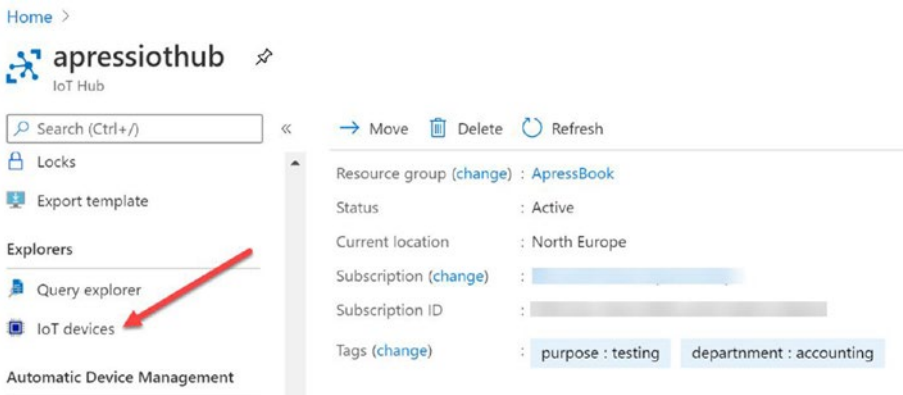 Home >
apressiothub
IoT Hub
Search (Ctrl+/)
«
Locks
Export template
Explorers
Query explorer
IoT devices
Automatic Device Management
Move Delete Refresh
Resource group (change) : ApressBook
Status : Active
Current location : North Europe
Subscription (change) :
Subscription ID :
Tags (change) : purpose : testing departnment : accounting